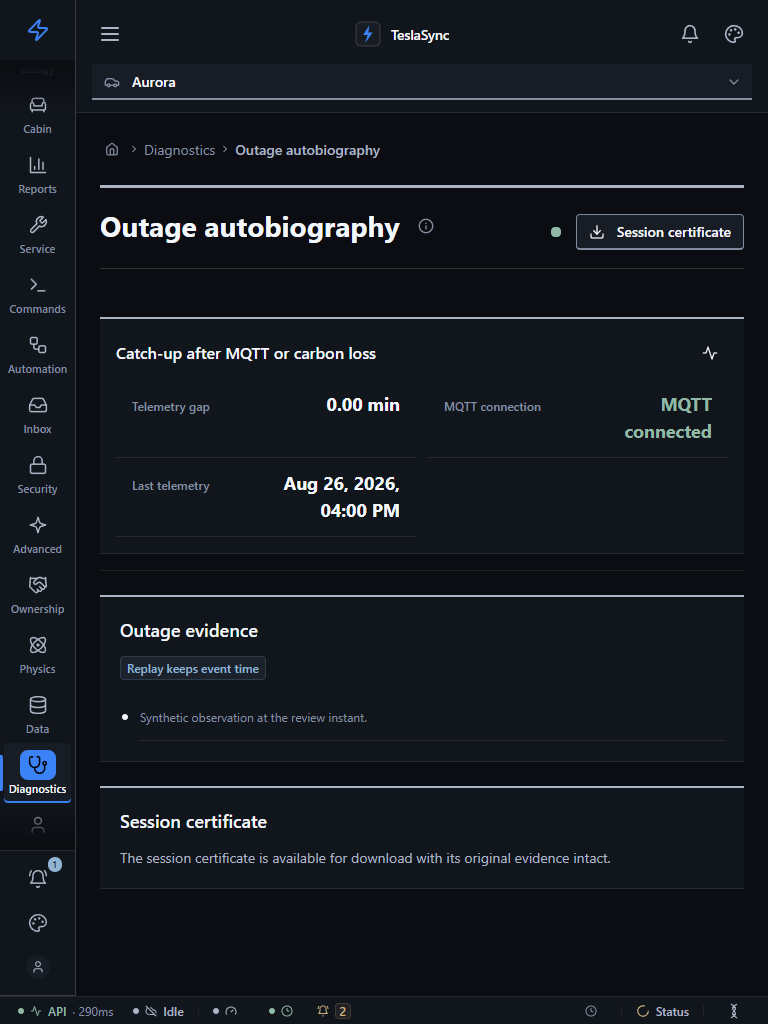 TeslaSync
Aurora
Diagnostics
Outage autobiography
Outage autobiography
Session certificate
Catch-up after MQTT or carbon loss
Telemetry gap
0.00 min
MQTT connection
MQTT
connected
Last telemetry
Aug 26, 2026,
04:00 PM
Outage evidence
Replay keeps event time
Synthetic observation at the review instant.
Session certificate
The session certificate is available for download with its original evidence intact.
Energy
Cabin
Reports
Service
Commands
Automation
Inbox
Security
Advanced
Ownership
Physics
Data
Diagnostics
1
API · 290ms
Idle
2
Status